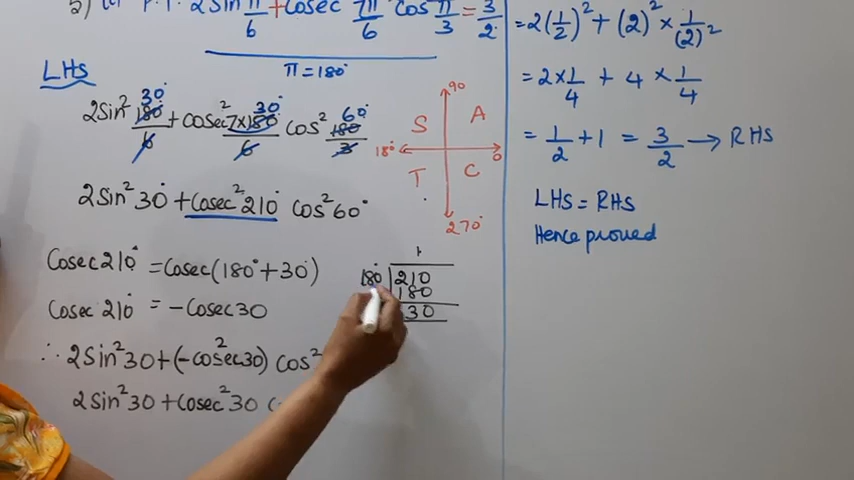 P.T. 2sin π/6 + cosec 7π/6 cos π/3 = 3/2
π = 180°
LHS
2sin² 180°/6 30 + cosec² 7×180°/6 30° cos² 180°/3 60°
2sin² 30° + cosec² 210° cos² 60°
Cosec 210° = cosec(180° + 30°)
Cosec 210° = -cosec 30
∴ 2sin² 30 + (-cosec² 30) cos²
2sin² 30 + cosec² 30
90
S A
180° 0
T C
270°
1
180° 210
180
30
= 2(1/2)² + (2)² × 1/(2)²
= 2×1/4 + 4 × 1/4
= 1/2 + 1 = 3/2 → RHS
LHS = RHS
Hence proved